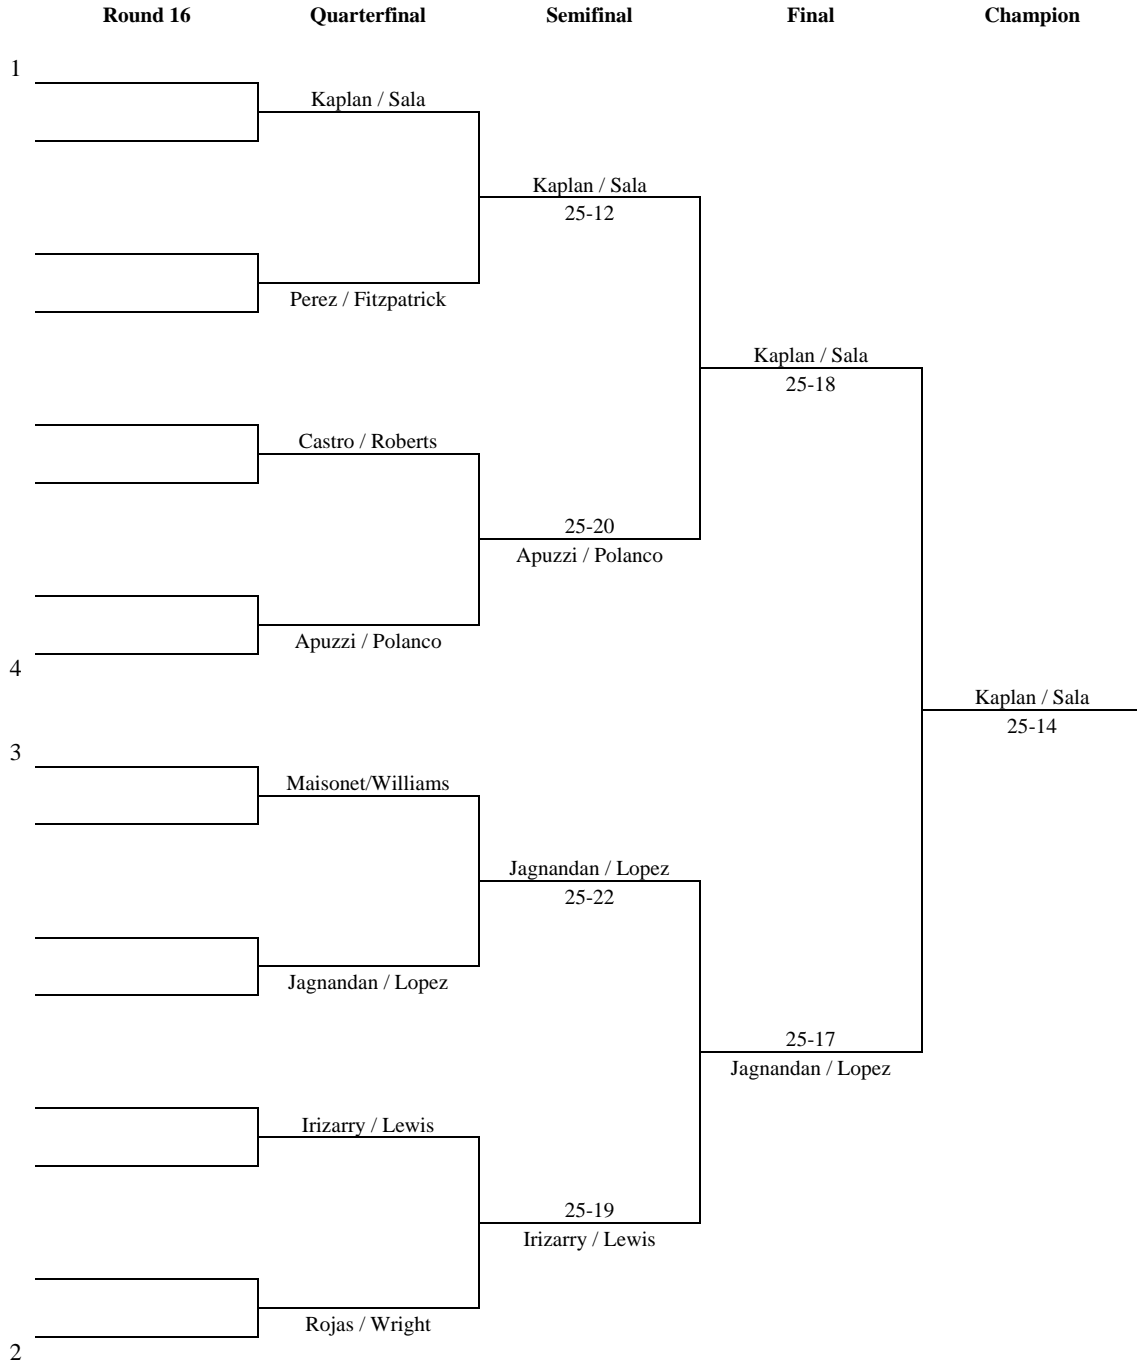 Round 16 Quarterfinal Semifinal Final Champion
1
Kaplan / Sala
Kaplan / Sala
25-12
Perez / Fitzpatrick
Kaplan / Sala
25-18
Castro / Roberts
25-20
Apuzzi / Polanco
Apuzzi / Polanco
4
Kaplan / Sala
25-14
3
Maisonet/Williams
Jagnandan / Lopez
25-22
Jagnandan / Lopez
25-17
Jagnandan / Lopez
Irizarry / Lewis
25-19
Irizarry / Lewis
Rojas / Wright
2